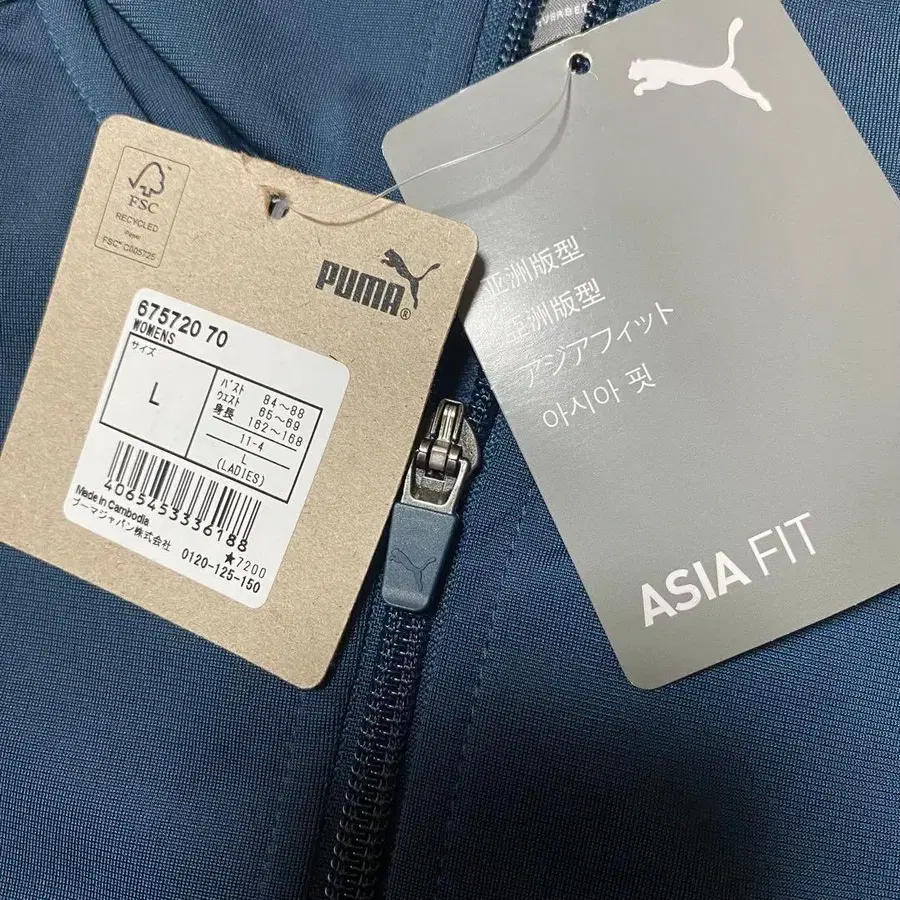 FSC
RECYCLED
Paper
FSC® C005725
PUMA®
675720 70
WOMENS
サイズ
L
バスト 84~88
ウエスト 65~69
身長 162~168
11-4
L
(LADIES)
4065453336188
Made in Cambodia
プーマジャパン株式会社
★7200
0120-125-150
亚洲版型
亞洲版型
アジアフィット
아시아 핏
ASIA FIT